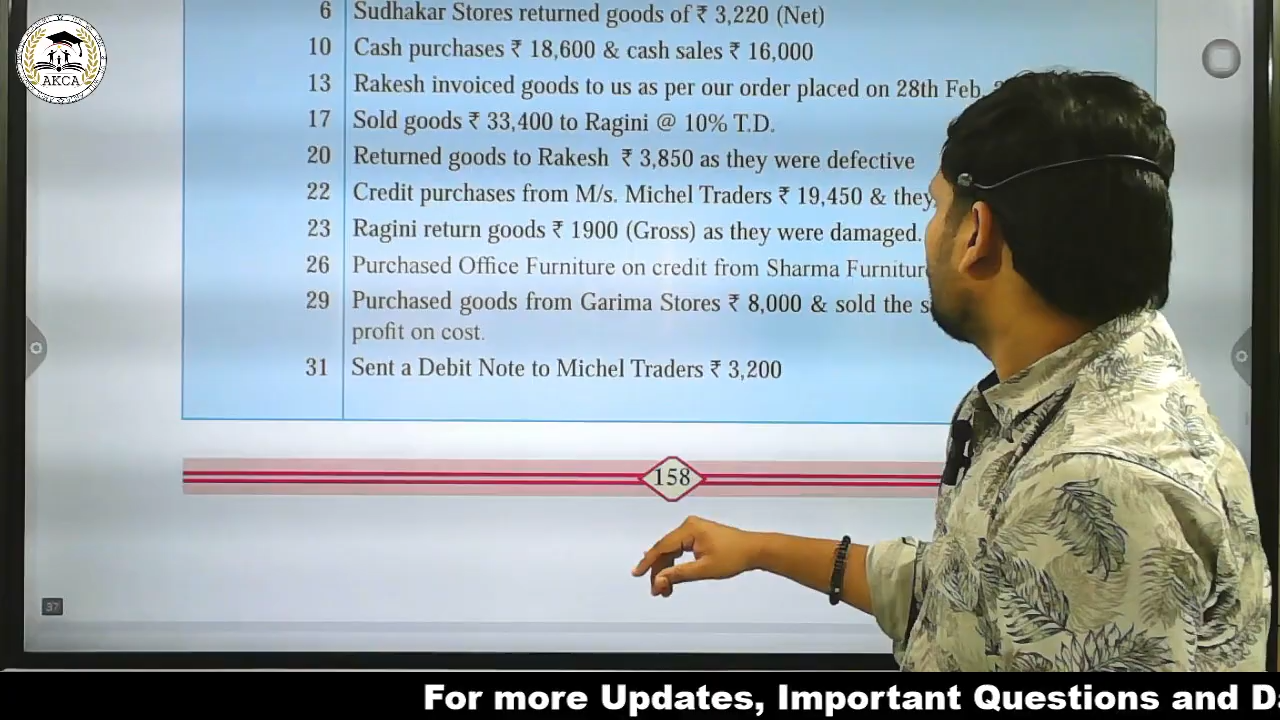 AKCA
6 Sudhakar Stores returned goods of ₹ 3,220 (Net)
10 Cash purchases ₹ 18,600 & cash sales ₹ 16,000
13 Rakesh invoiced goods to us as per our order placed on 28th Feb,
17 Sold goods ₹ 33,400 to Ragini @ 10% T.D.
20 Returned goods to Rakesh ₹ 3,850 as they were defective
22 Credit purchases from M/s. Michel Traders ₹ 19,450 & they
23 Ragini return goods ₹ 1900 (Gross) as they were damaged.
26 Purchased Office Furniture on credit from Sharma
29 Purchased goods from Garima Stores ₹ 8,000 & sold the
profit on cost.
31 Sent a Debit Note to Michel Traders ₹ 3,200
158
37
For more Updates, Important Questions and